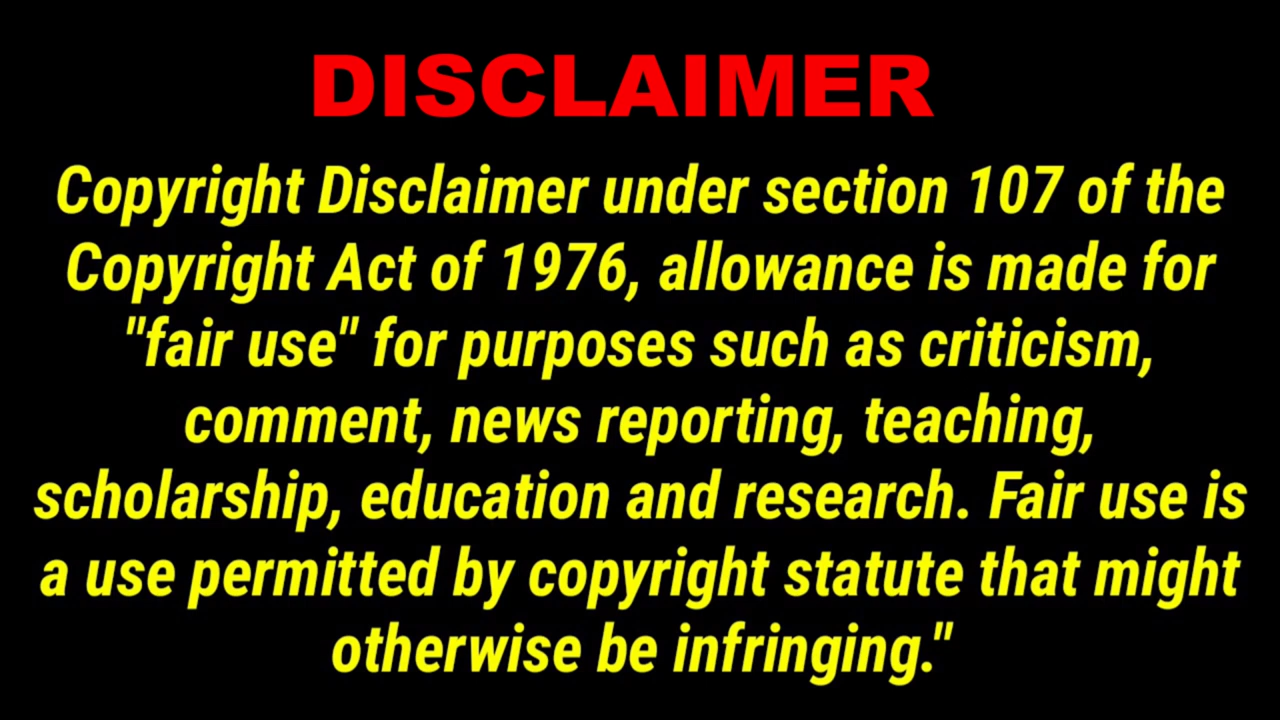 DISCLAIMER
Copyright Disclaimer under section 107 of the
Copyright Act of 1976, allowance is made for
"fair use" for purposes such as criticism,
comment, news reporting, teaching,
scholarship, education and research. Fair use is
a use permitted by copyright statute that might
otherwise be infringing."